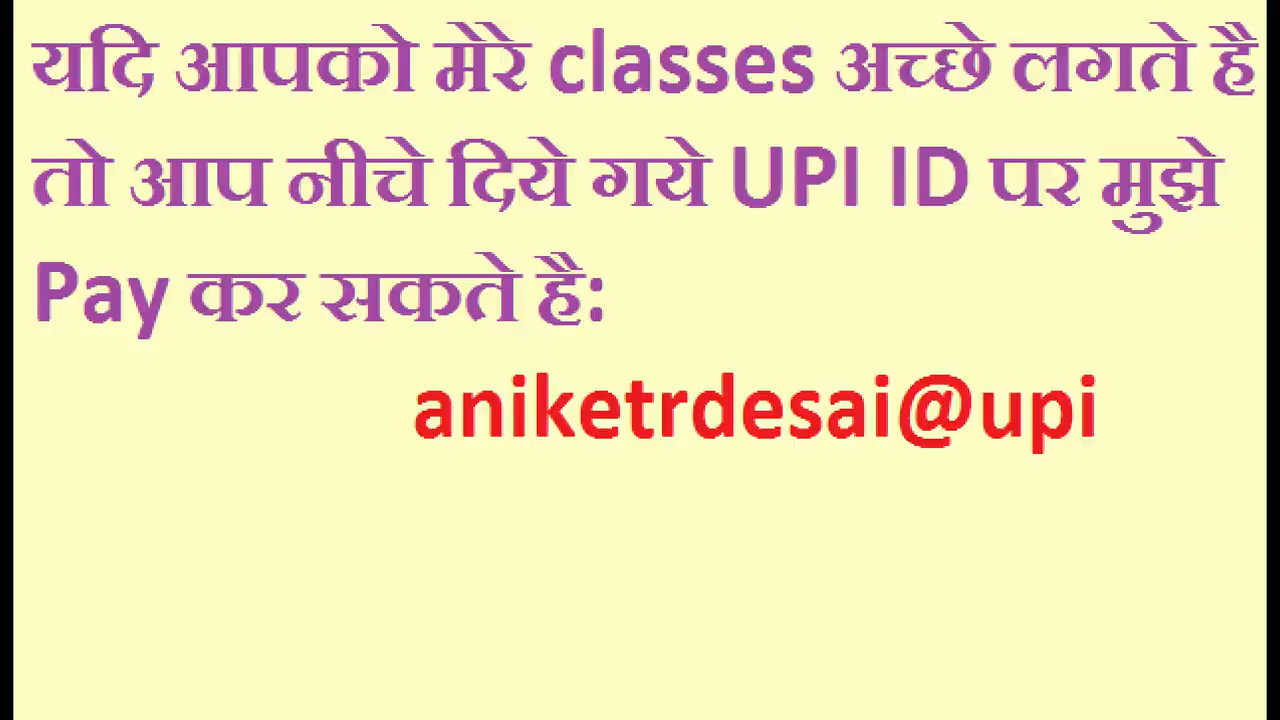 यदि आपको मैरे classes अच्छे लगते है
तो आप नीचे दिये गये UPI ID पर मुझे
Pay कर सकते है:
aniketrdesai@upi